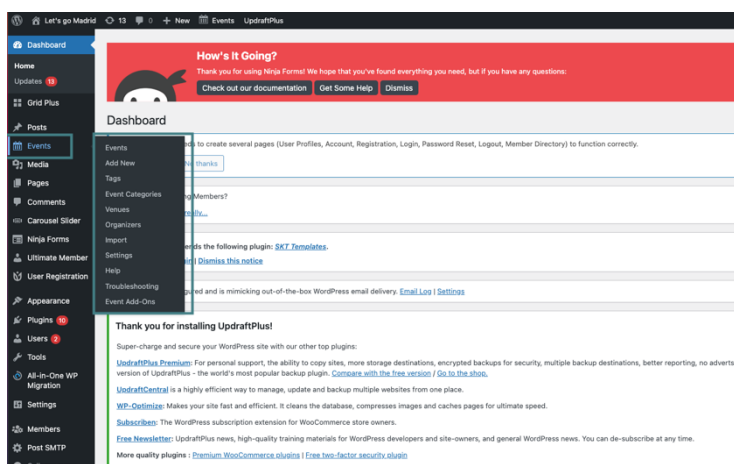 Let's go Madrid 13 0 + New Events UpdraftPlus
Dashboard
Home
Updates 13
Grid Plus
Posts
Events
Media
Pages
Comments
Carousel Slider
Ninja Forms
Ultimate Member
User Registration
Appearance
Plugins 10
Users 2
Tools
All-in-One WP
Migration
Settings
Members
Post SMTP
Events
Add New
Tags
Event Categories
Venues
Organizers
Import
Settings
Help
Troubleshooting
Event Add-Ons
How's It Going?
Thank you for using Ninja Forms! We hope that you've found everything you need, but if you have any questions:
Check out our documentation Get Some Help Dismiss
Dashboard
to create several pages (User Profiles, Account, Registration, Login, Password Reset, Logout, Member Directory) to function correctly.
No thanks
Members?
ds the following plugin: SKT Templates.
| Dismiss this notice
gured and is mimicking out-of-the-box WordPress email delivery. Email Log | Settings
Thank you for installing UpdraftPlus!
Super-charge and secure your WordPress site with our other top plugins:
UpdraftPlus Premium: For personal support, the ability to copy sites, more storage destinations, encrypted backups for security, multiple backup destinations, better reporting, no adverts
version of UpdraftPlus - the world's most popular backup plugin. Compare with the free version / Go to the shop.
UpdraftCentral is a highly efficient way to manage, update and backup multiple websites from one place.
WP-Optimize: Makes your site fast and efficient. It cleans the database, compresses images and caches pages for ultimate speed.
Subscriben: The WordPress subscription extension for WooCommerce store owners.
Free Newsletter: UpdraftPlus news, high-quality training materials for WordPress developers and site-owners, and general WordPress news. You can de-subscribe at any time.
More quality plugins : Premium WooCommerce plugins | Free two-factor security plugin